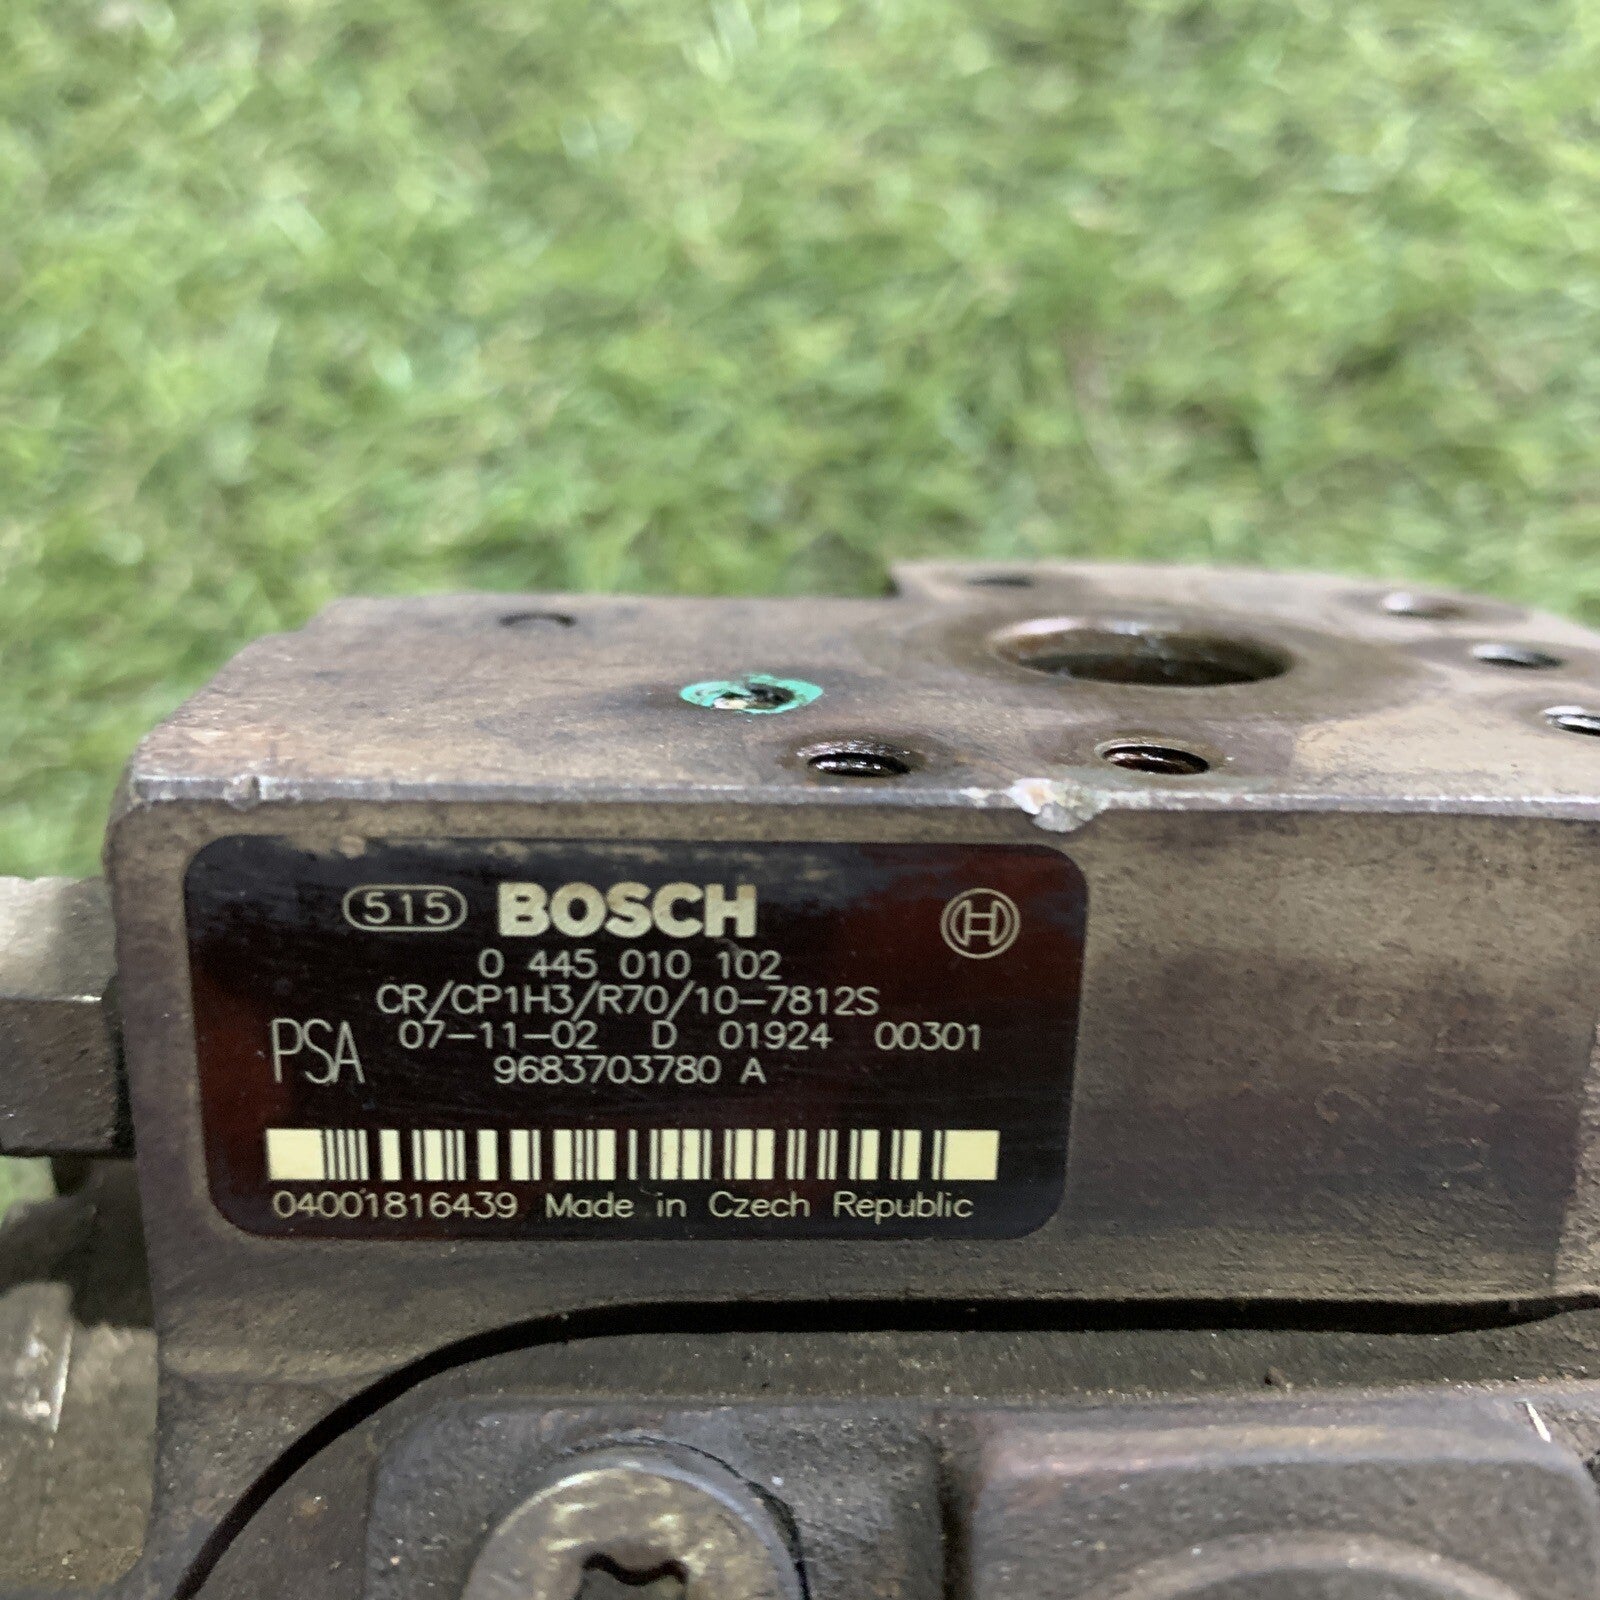 515 BOSCH
0 445 010 102
CR/CP1H3/R70/10-7812S
PSA 07-11-02 D 01924 00301
9683703780 A
04001816439 Made in Czech Republic